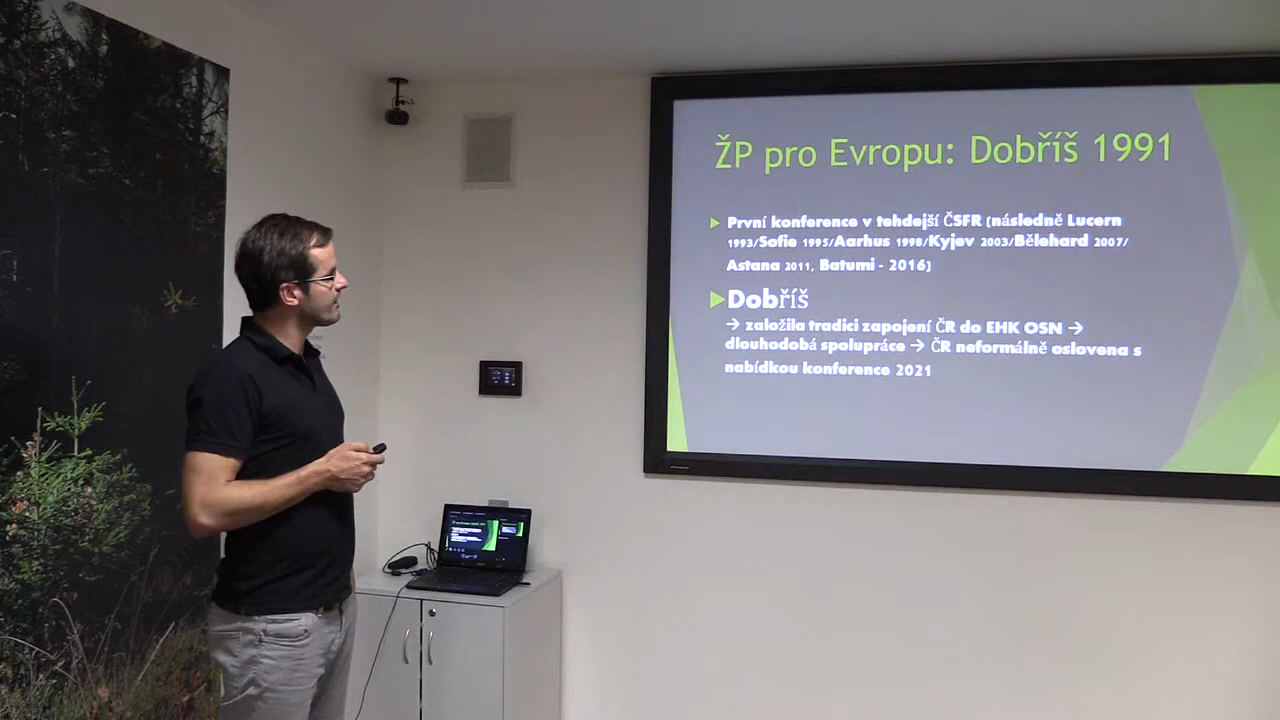 ŽP pro Evropu: Dobříš 1991
První konference v tehdejší ČSFR (následně Lucern
1993/Sofie 1995/Aarhus 1998/Kyjev 2003/Bělehard 2007/
Astana 2011, Batumi - 2016)
Dobříš
→ založila tradici zapojení ČR do EHK OSN →
dlouhodobá spolupráce → ČR neformálně oslovena s
nabídkou konference 2021